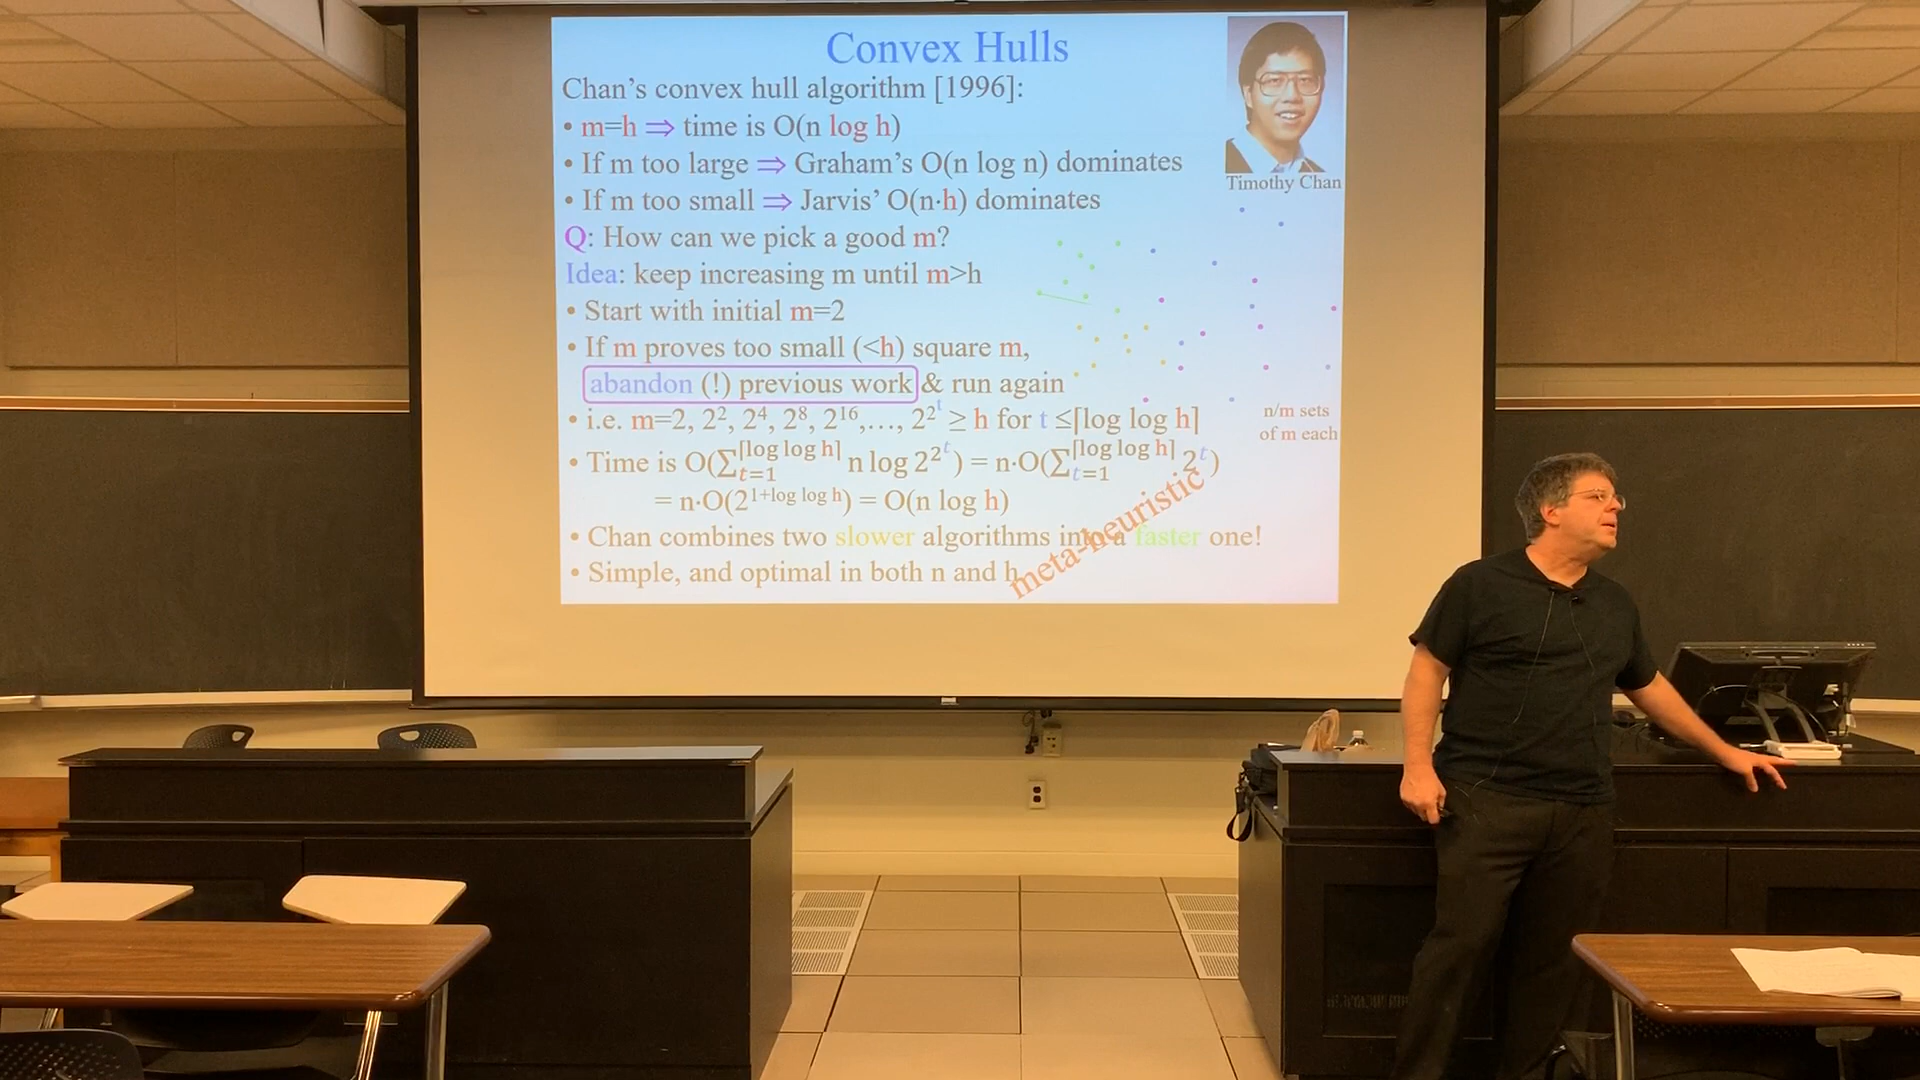 Convex Hulls
Chan's convex hull algorithm [1996]:
• m=h ⇒ time is O(n log h)
• If m too large ⇒ Graham's O(n log n) dominates
• If m too small ⇒ Jarvis' O(n·h) dominates
Timothy Chan
Q: How can we pick a good m?
Idea: keep increasing m until m>h
• Start with initial m=2
• If m proves too small (<h) square m,
abandon (!) previous work & run again
• i.e. m=2, 2², 2⁴, 2⁸, 2¹⁶,…, 2^2^t ≥ h for t ≤⌈log log h⌉
n/m sets
of m each
• Time is O(∑_{t=1}^{⌈log log h⌉} n log 2^2^t) = n·O(∑_{t=1}^{⌈log log h⌉} 2^t)
= n·O(2^{1+log log h}) = O(n log h)
• Chan combines two slower algorithms into a faster one!
• Simple, and optimal in both n and h
meta-heuristic